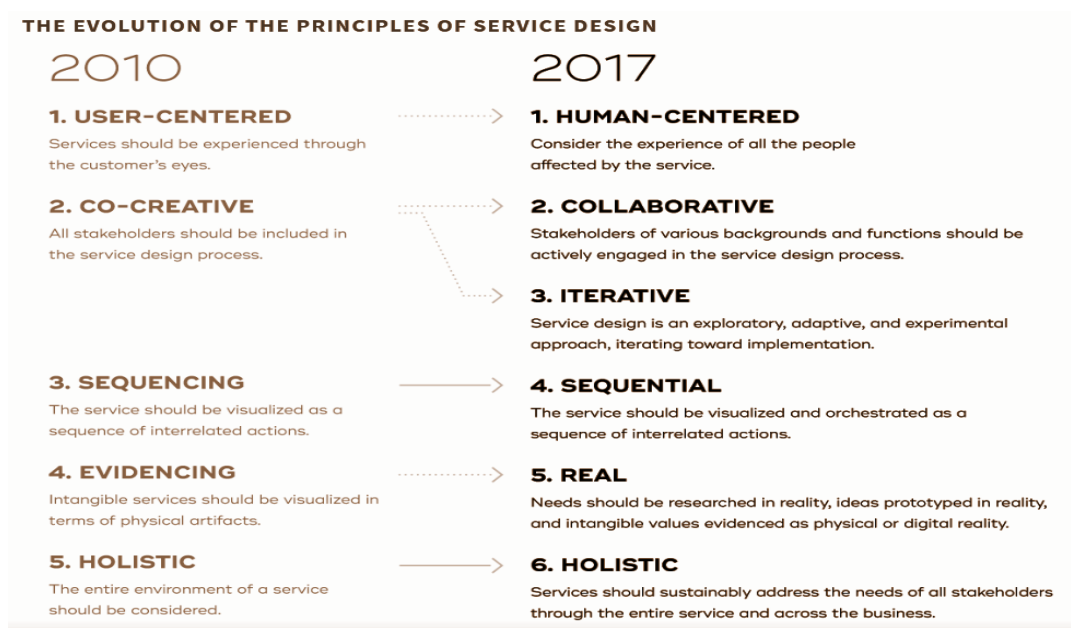 THE EVOLUTION OF THE PRINCIPLES OF SERVICE DESIGN
2010
1. USER-CENTERED
Services should be experienced through
the customer's eyes.
2. CO-CREATIVE
All stakeholders should be included in
the service design process.
3. SEQUENCING
The service should be visualized as a
sequence of interrelated actions.
4. EVIDENCING
Intangible services should be visualized in
terms of physical artifacts.
5. HOLISTIC
The entire environment of a service
should be considered.
2017
1. HUMAN-CENTERED
Consider the experience of all the people
affected by the service.
2. COLLABORATIVE
Stakeholders of various backgrounds and functions should be
actively engaged in the service design process.
3. ITERATIVE
Service design is an exploratory, adaptive, and experimental
approach, iterating toward implementation.
4. SEQUENTIAL
The service should be visualized and orchestrated as a
sequence of interrelated actions.
5. REAL
Needs should be researched in reality, ideas prototyped in reality,
and intangible values evidenced as physical or digital reality.
6. HOLISTIC
Services should sustainably address the needs of all stakeholders
through the entire service and across the business.